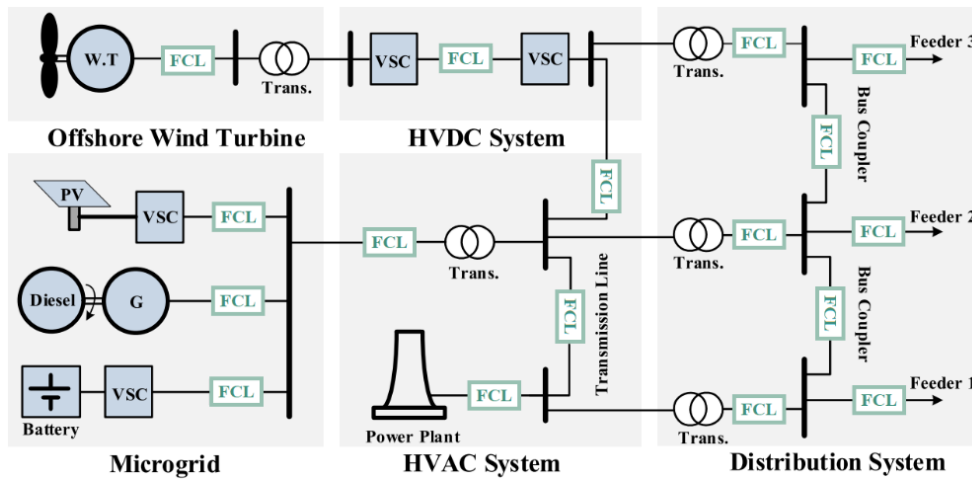 W.T
FCL
Trans.
Offshore Wind Turbine
VSC
FCL
VSC
HVDC System
Trans.
FCL
FCL
Feeder 3
FCL
Bus Coupler
Trans.
FCL
FCL
Feeder 2
FCL
Bus Coupler
Trans.
FCL
FCL
Feeder 1
Distribution System
PV
VSC
FCL
Diesel
G
FCL
Battery
VSC
FCL
Microgrid
FCL
Trans.
FCL
FCL
Transmission Line
Power Plant
FCL
HVAC System